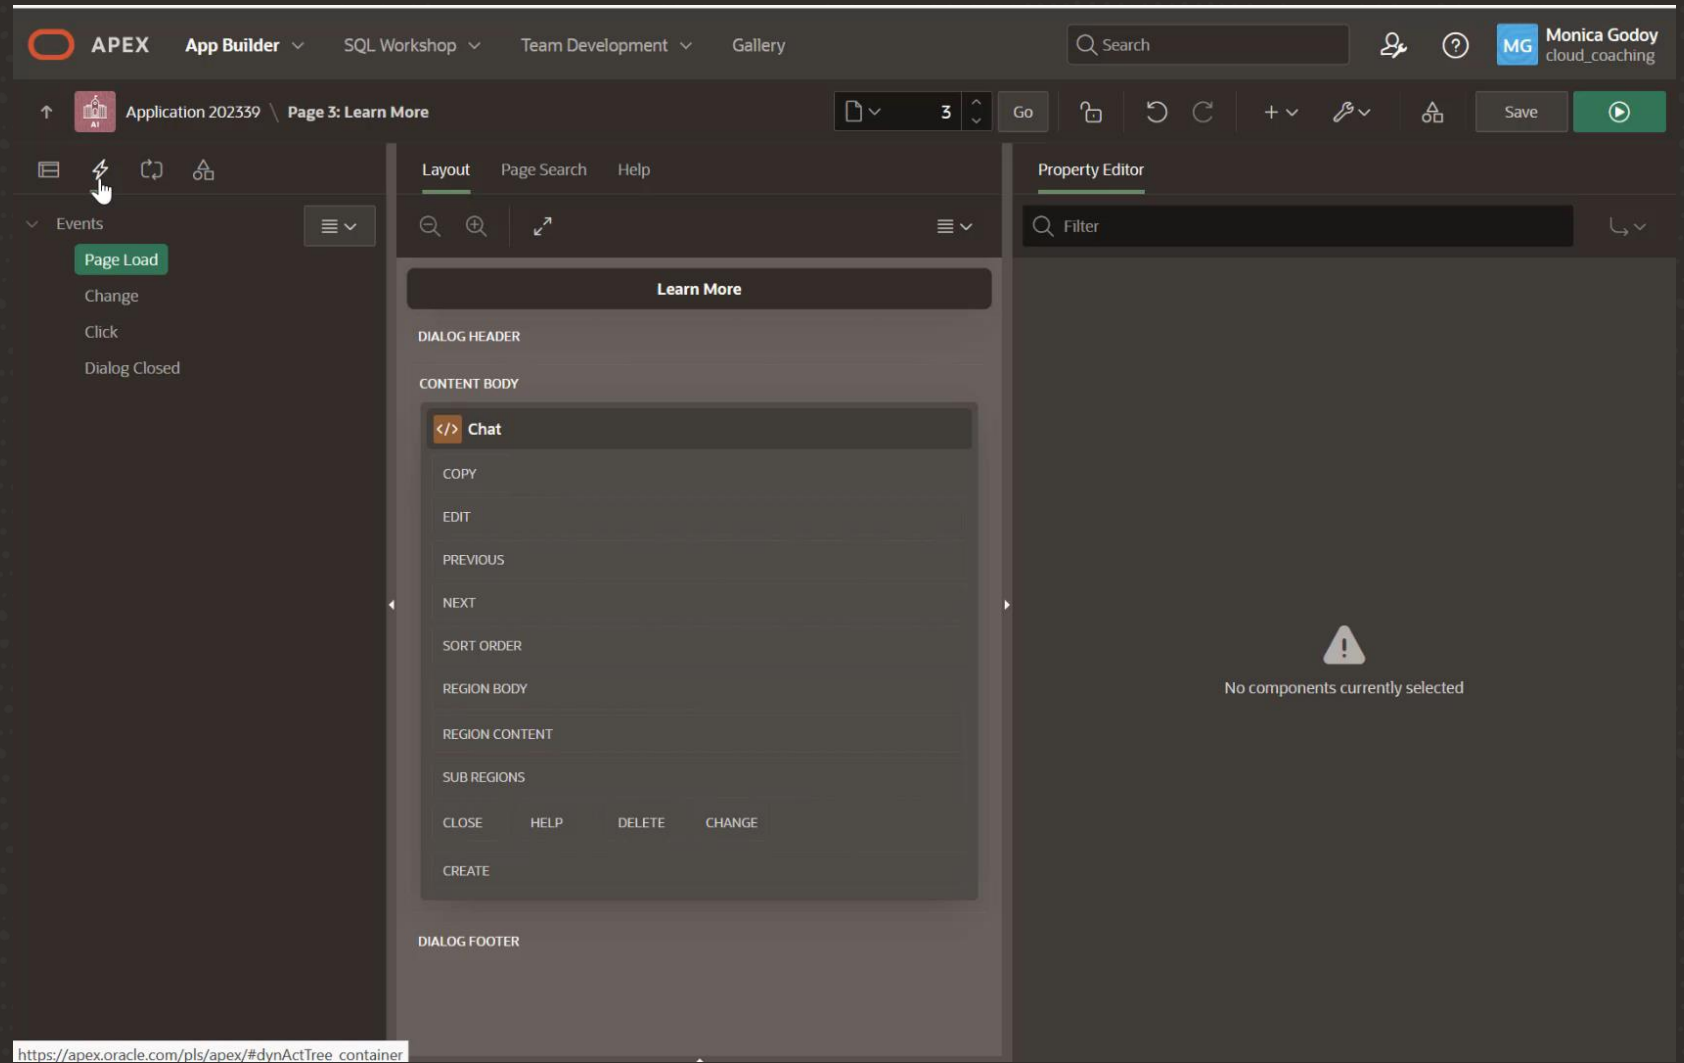 APEX App Builder SQL Workshop Team Development Gallery Search MG Monica Godoy
cloud_coaching
AI Application 202339 \ Page 3: Learn More 3 Go Save
Layout Page Search Help Property Editor
Events Filter
Page Load
Change
Click
Dialog Closed
Learn More
DIALOG HEADER
CONTENT BODY
</> Chat
COPY
EDIT
PREVIOUS
NEXT
SORT ORDER
REGION BODY
REGION CONTENT
SUB REGIONS
CLOSE HELP DELETE CHANGE
CREATE
DIALOG FOOTER
No components currently selected
https://apex.oracle.com/pls/apex/#dynActTree_container